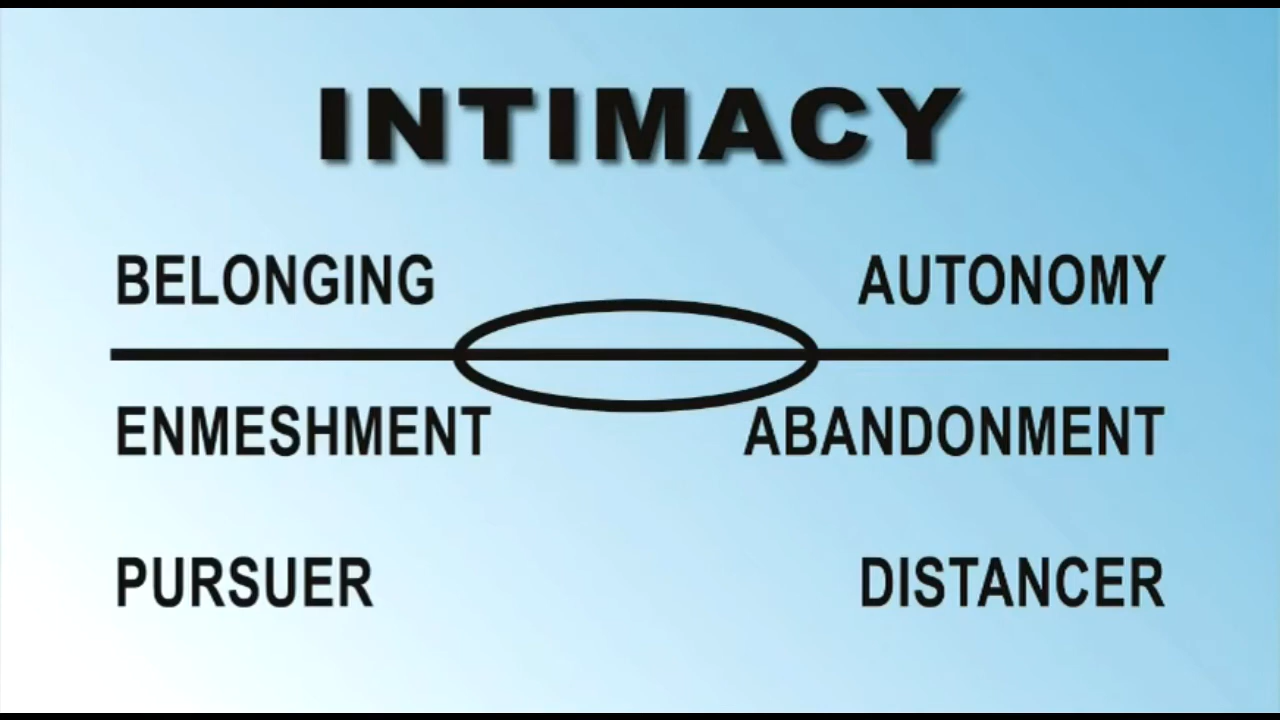 INTIMACY
BELONGING AUTONOMY
ENMESHMENT ABANDONMENT
PURSUER DISTANCER